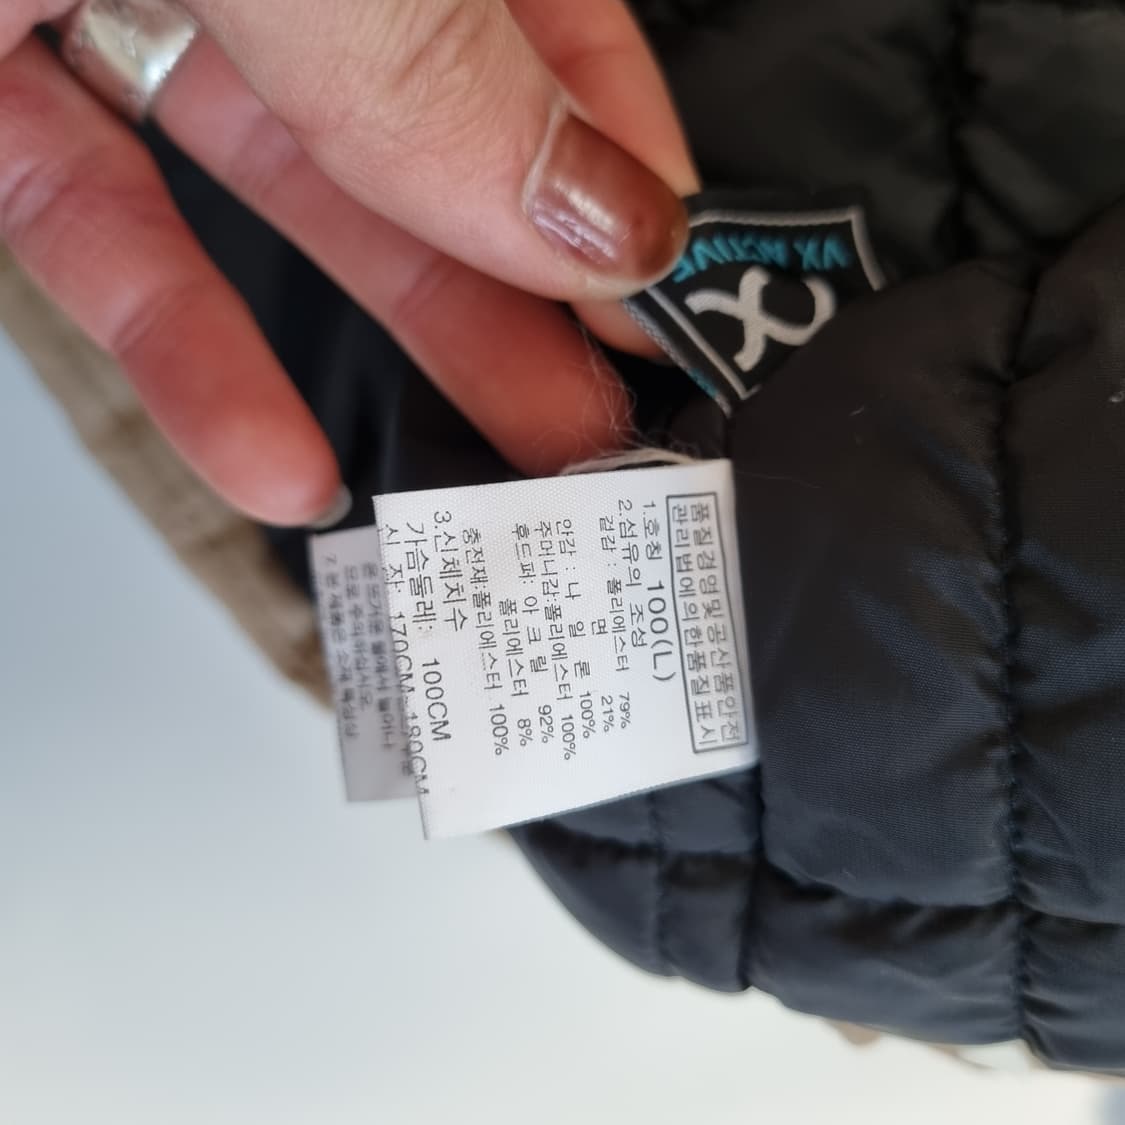 VX ACTIVE
품질경영및공산품안전
관리법에의한품질표시
1.호칭 100(L)
2.섬유의 조성
겉감 : 폴리에스터 79%
면 21%
안감 : 나 일 론 100%
주머니감:폴리에스터 100%
후드퍼: 아 크 릴 92%
폴리에스터 8%
충전재:폴리에스터 100%
3.신체치수
가슴둘레: 100CM
신 장: 170CM~180CM